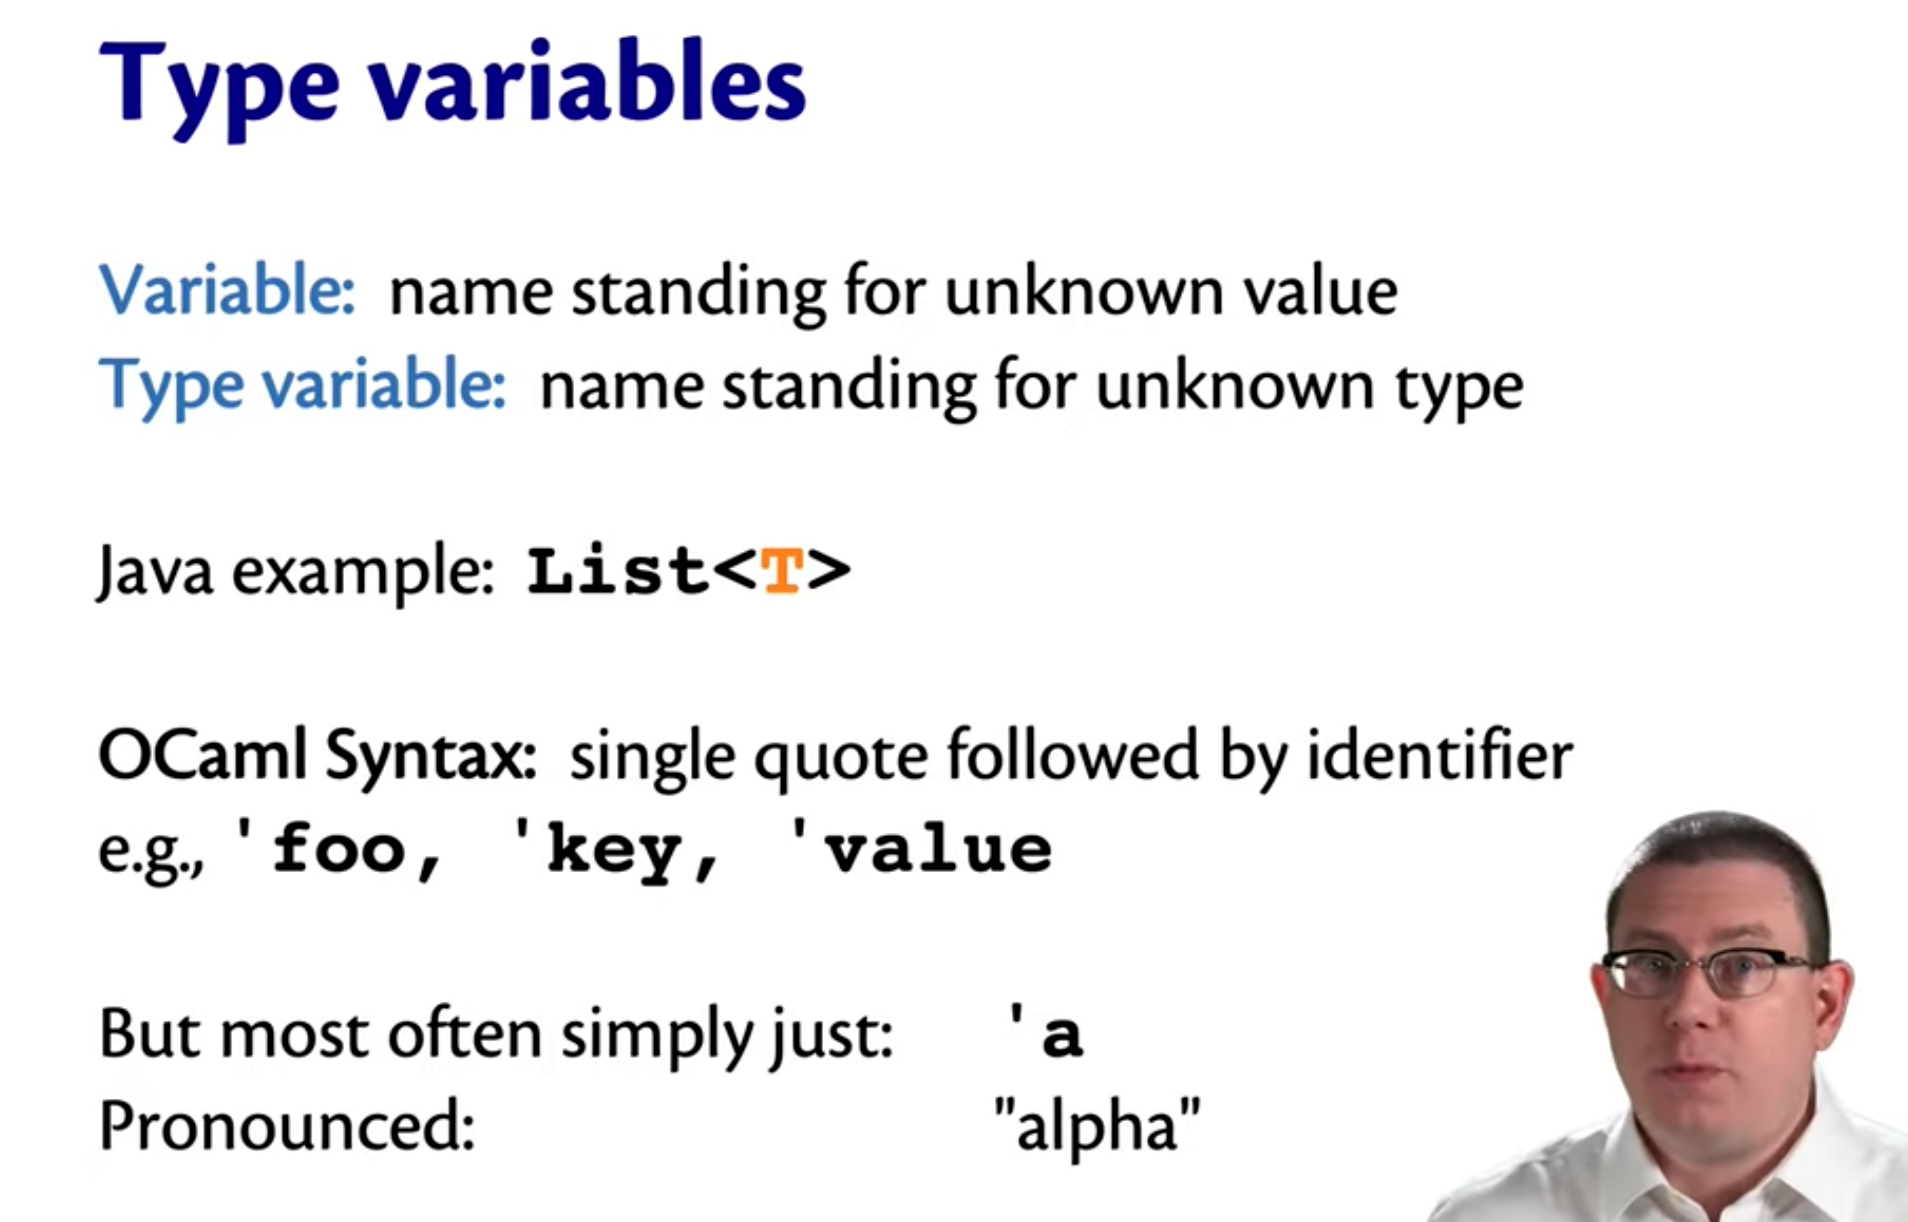 Type variables
Variable: name standing for unknown value
Type variable: name standing for unknown type
Java example: List<T>
OCaml Syntax: single quote followed by identifier
e.g., 'foo, 'key, 'value
But most often simply just: 'a
Pronounced: "alpha"